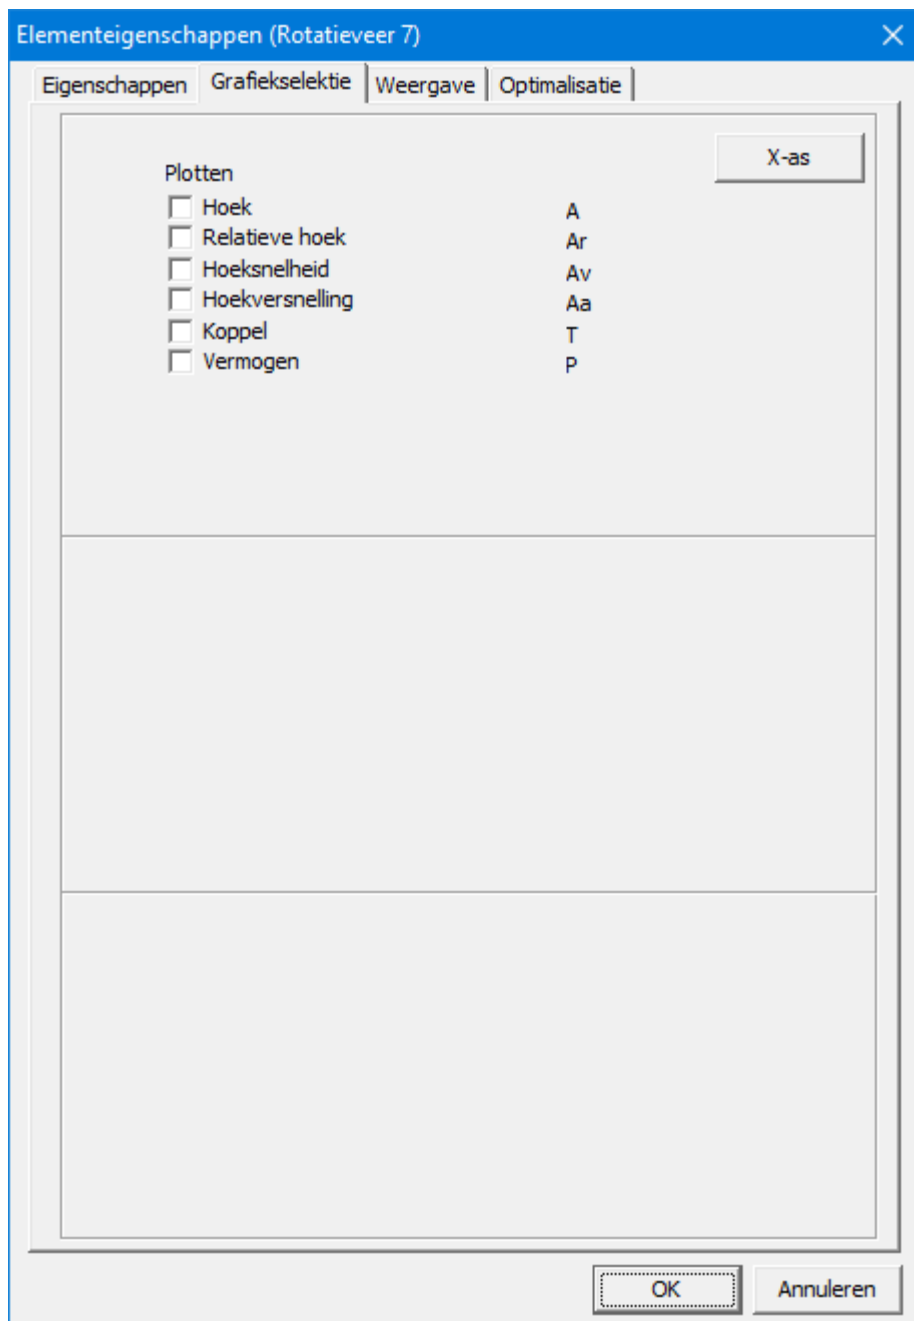 Elementeigenschappen (Rotatieveer 7)
Eigenschappen Grafiekselektie Weergave Optimalisatie
X-as
Plotten
Hoek A
Relatieve hoek Ar
Hoeksnelheid Av
Hoekversnelling Aa
Koppel T
Vermogen P
OK Annuleren